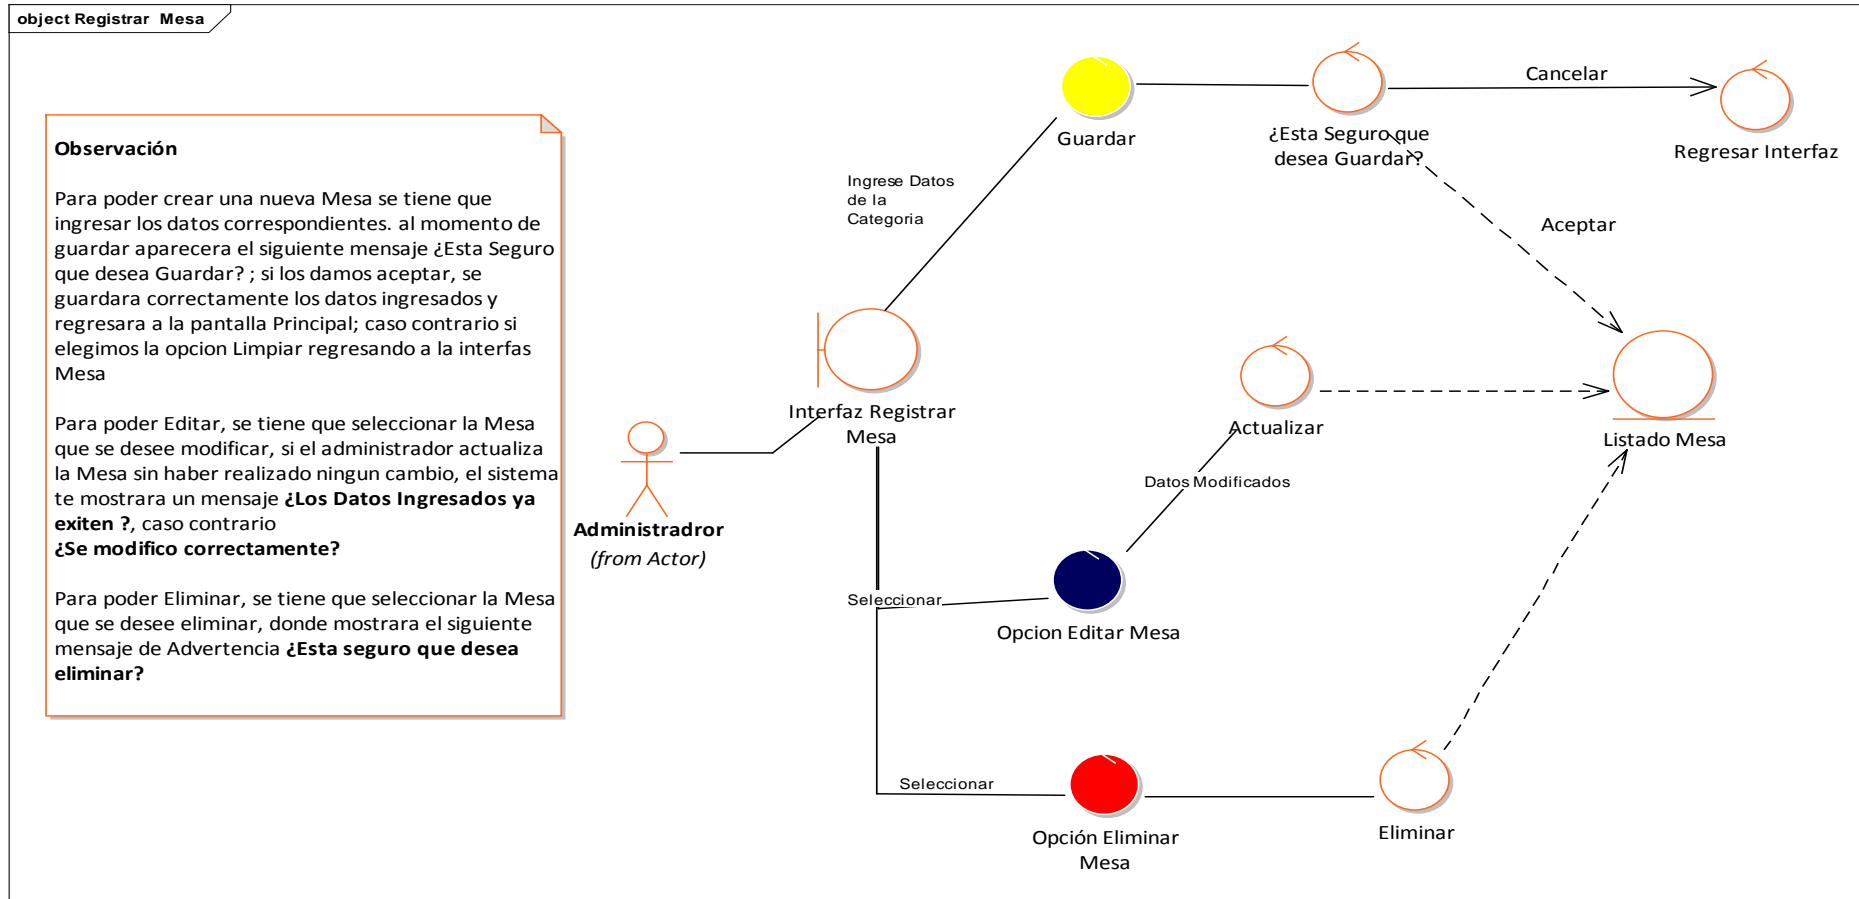 object Registrar Mesa
Observación
Para poder crear una nueva Mesa se tiene que
ingresar los datos correspondientes. al momento de
guardar aparecera el siguiente mensaje ¿Esta Seguro
que desea Guardar? ; si los damos aceptar, se
guardara correctamente los datos ingresados y
regresara a la pantalla Principal; caso contrario si
elegimos la opcion Limpiar regresando a la interfas
Mesa
Para poder Editar, se tiene que seleccionar la Mesa
que se desee modificar, si el administrador actualiza
la Mesa sin haber realizado ningun cambio, el sistema
te mostrara un mensaje ¿Los Datos Ingresados ya
exiten ?, caso contrario
¿Se modifico correctamente?
Para poder Eliminar, se tiene que seleccionar la Mesa
que se desee eliminar, donde mostrara el siguiente
mensaje de Advertencia ¿Esta seguro que desea
eliminar?
Administradror
(from Actor)
Interfaz Registrar
Mesa
Ingrese Datos
de la
Categoria
Guardar
¿Esta Seguro que
desea Guardar?
Cancelar
Regresar Interfaz
Aceptar
Listado Mesa
Actualizar
Datos Modificados
Seleccionar
Opcion Editar Mesa
Seleccionar
Opción Eliminar
Mesa
Eliminar